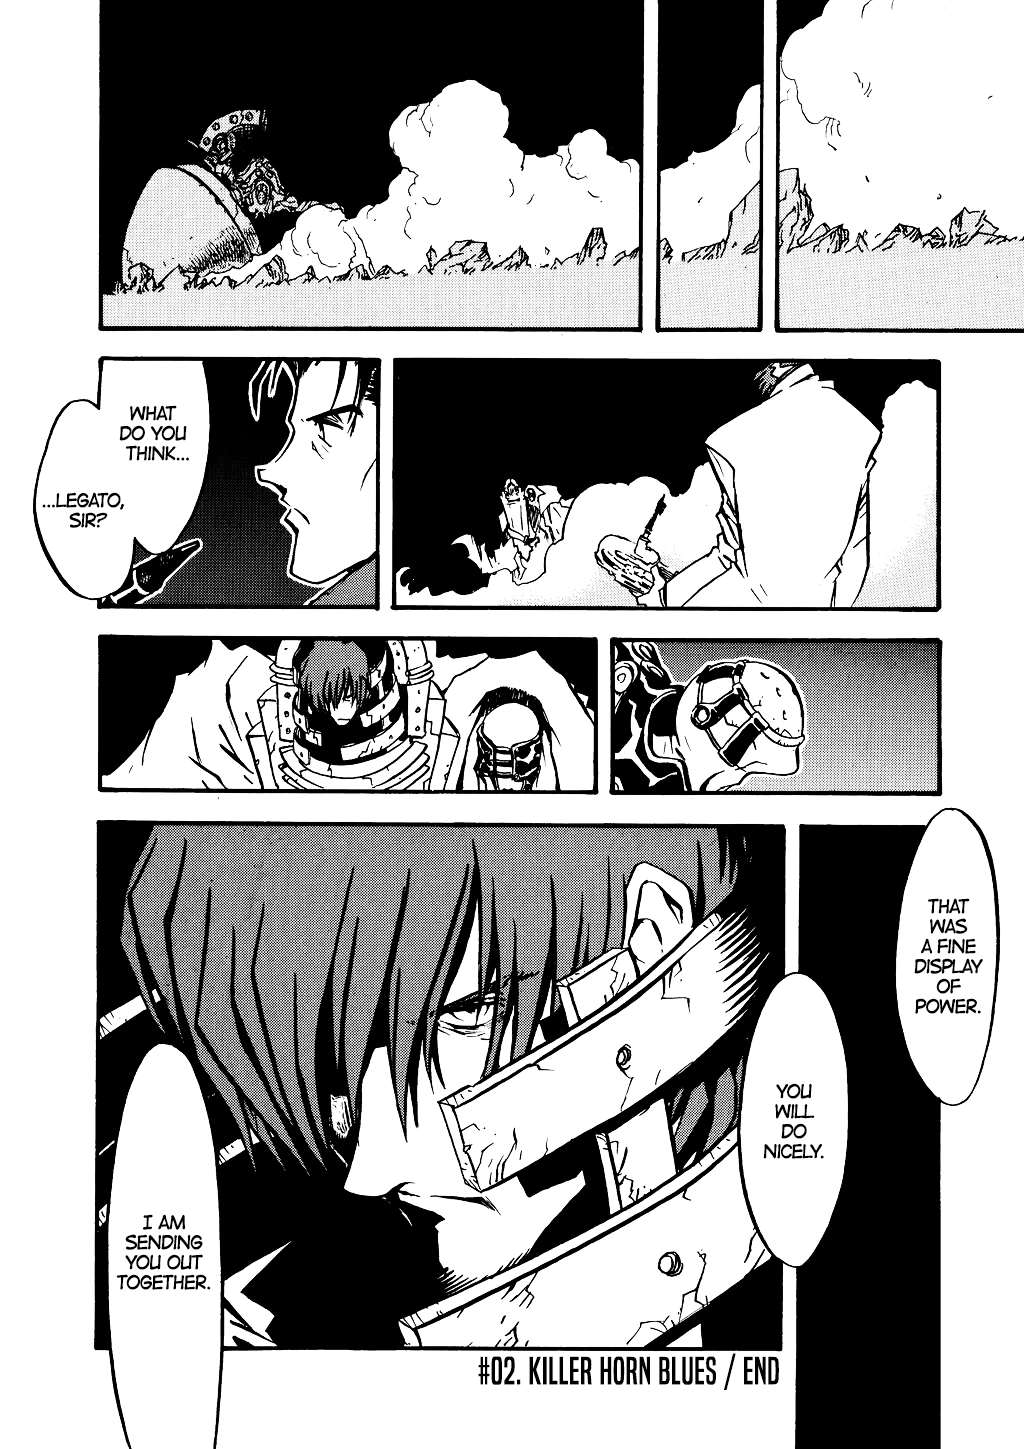 WHAT
DO YOU
THINK...
...LEGATO,
SIR?
THAT
WAS
A FINE
DISPLAY
OF
POWER.
YOU
WILL
DO
NICELY.
I AM
SENDING
YOU OUT
TOGETHER.
#02. KILLER HORN BLUES / END